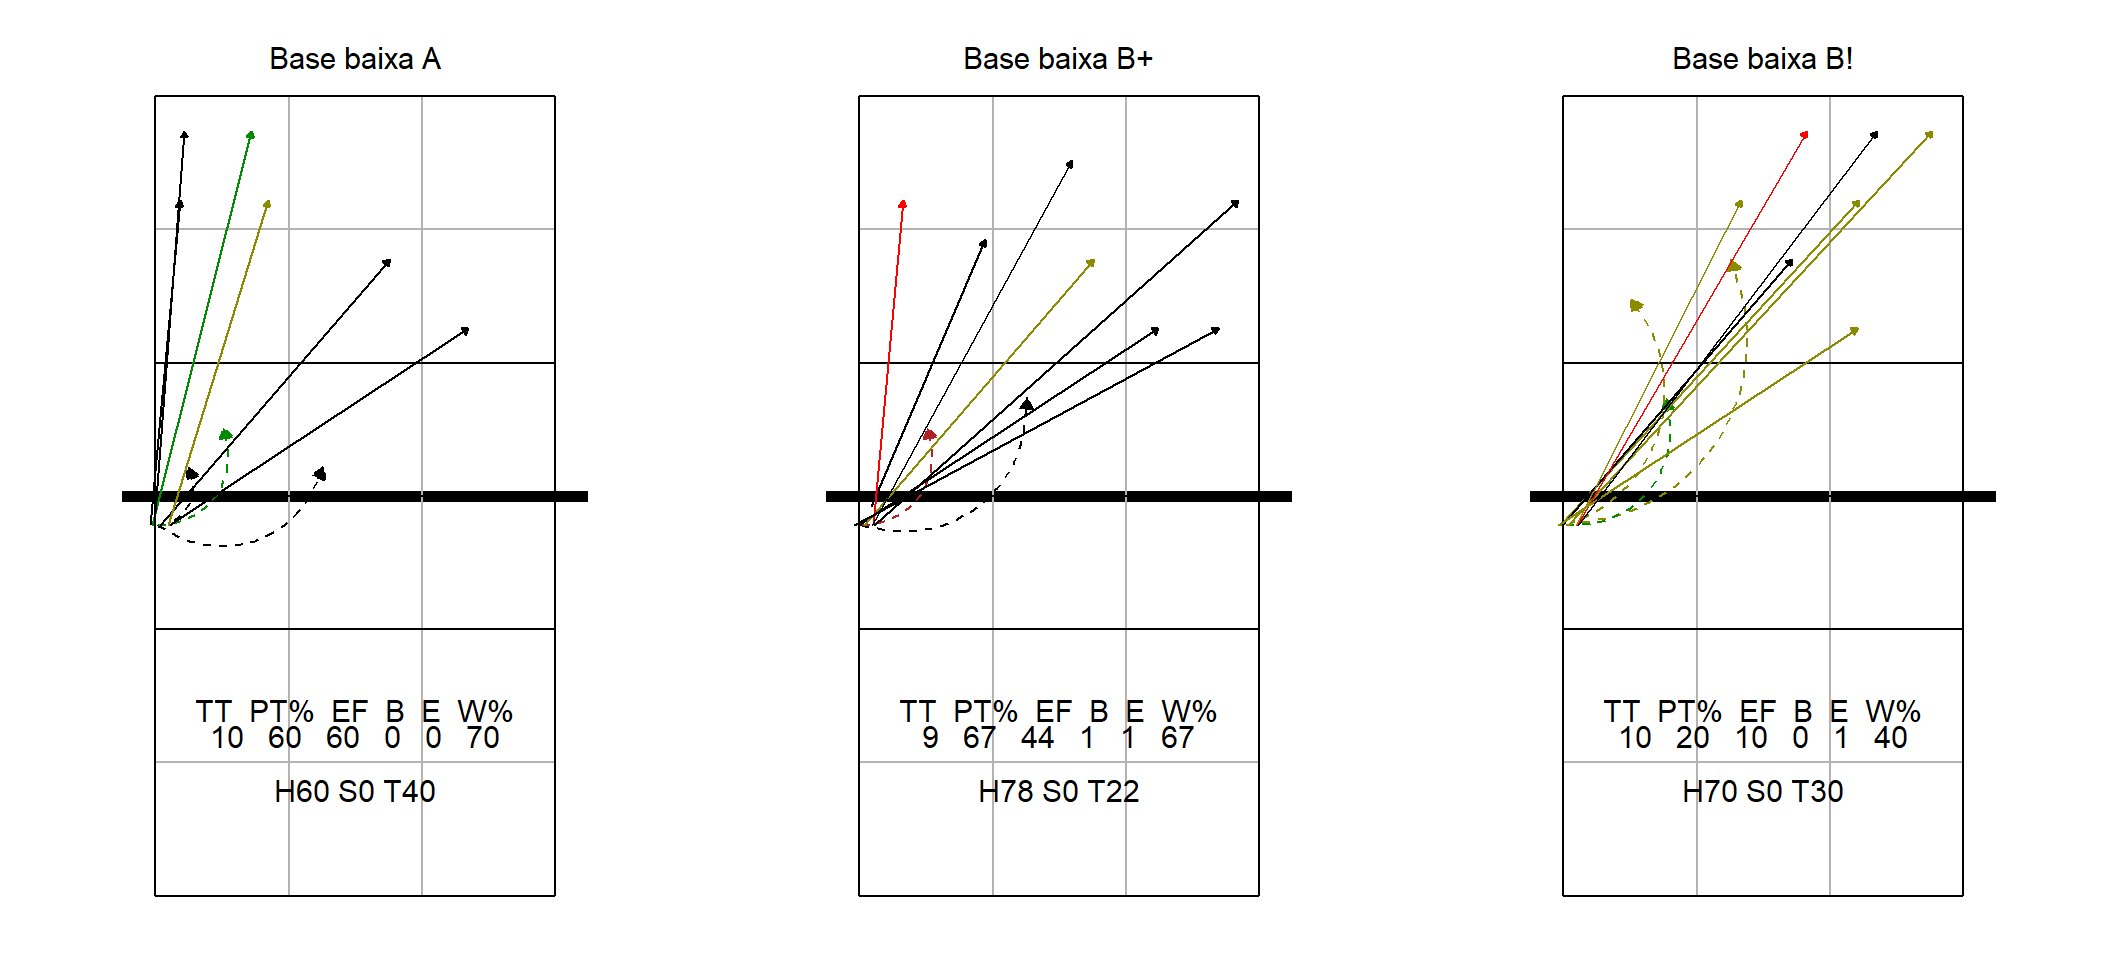 Base baixa A
TT PT% EF B E W%
10 60 60 0 0 70
H60 S0 T40
Base baixa B+
TT PT% EF B E W%
9 67 44 1 1 67
H78 S0 T22
Base baixa B!
TT PT% EF B E W%
10 20 10 0 1 40
H70 S0 T30